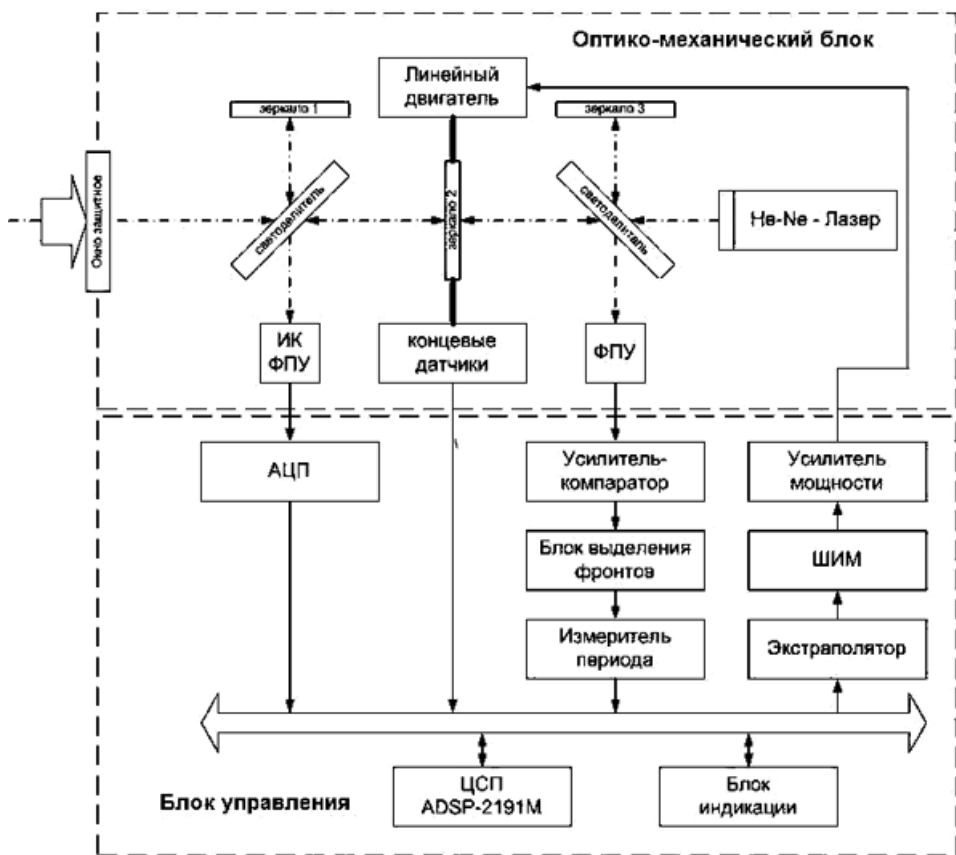 Оптико-механический блок
Линейный
двигатель
зеркало 1
зеркало 3
Окно защитное
светоделитель
зеркало 2
светоделитель
He-Ne - Лазер
ИК
ФПУ
концевые
датчики
ФПУ
АЦП
Усилитель-
компаратор
Усилитель
мощности
Блок выделения
фронтов
ШИМ
Измеритель
периода
Экстраполятор
Блок управления
ЦСП
ADSP-2191M
Блок
индикации